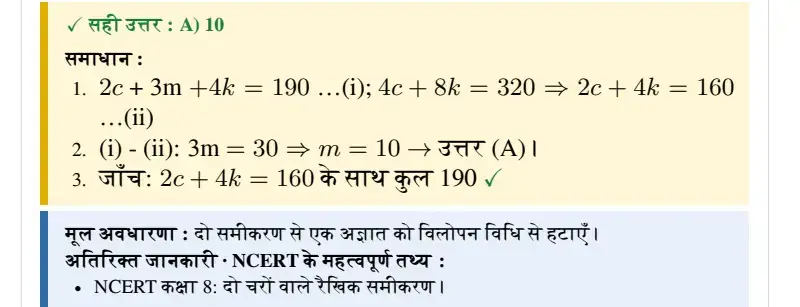 ✓ सही उत्तर : A) 10
समाधान :
1. 2c + 3m +4k = 190 …(i); 4c + 8k = 320 ⇒ 2c + 4k = 160
…(ii)
2. (i) - (ii): 3m = 30 ⇒ m = 10 → उत्तर (A)।
3. जाँच: 2c + 4k = 160 के साथ कुल 190 ✓
मूल अवधारणा : दो समीकरण से एक अज्ञात को विलोपन विधि से हटाएँ।
अतिरिक्त जानकारी · NCERT के महत्वपूर्ण तथ्य :
• NCERT कक्षा 8: दो चरों वाले रैखिक समीकरण।